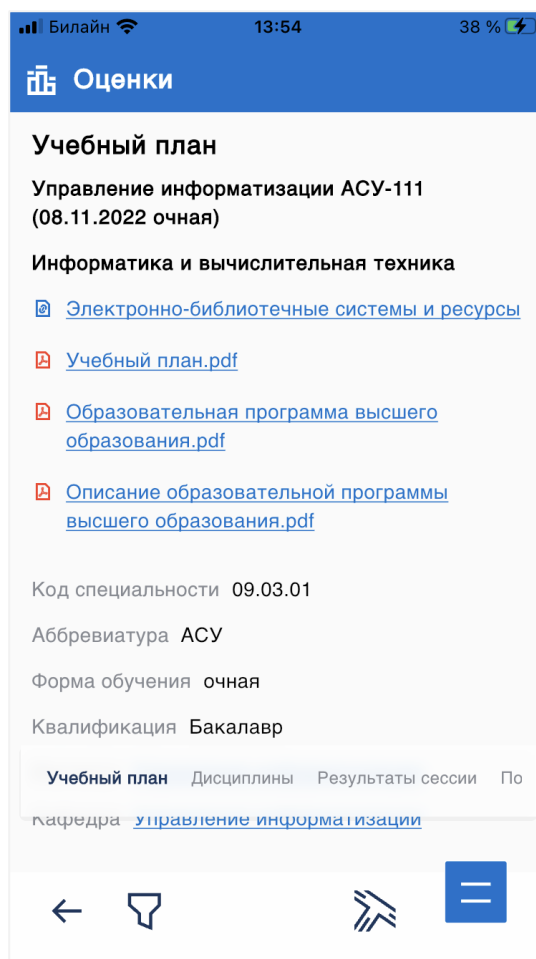 Билайн 13:54 38 %
Оценки
Учебный план
Управление информатизации АСУ-111
(08.11.2022 очная)
Информатика и вычислительная техника
Электронно-библиотечные системы и ресурсы
Учебный план.pdf
Образовательная программа высшего
образования.pdf
Описание образовательной программы
высшего образования.pdf
Код специальности 09.03.01
Аббревиатура АСУ
Форма обучения очная
Квалификация Бакалавр
Учебный план Дисциплины Результаты сессии По
Кафедра Управление информатизации